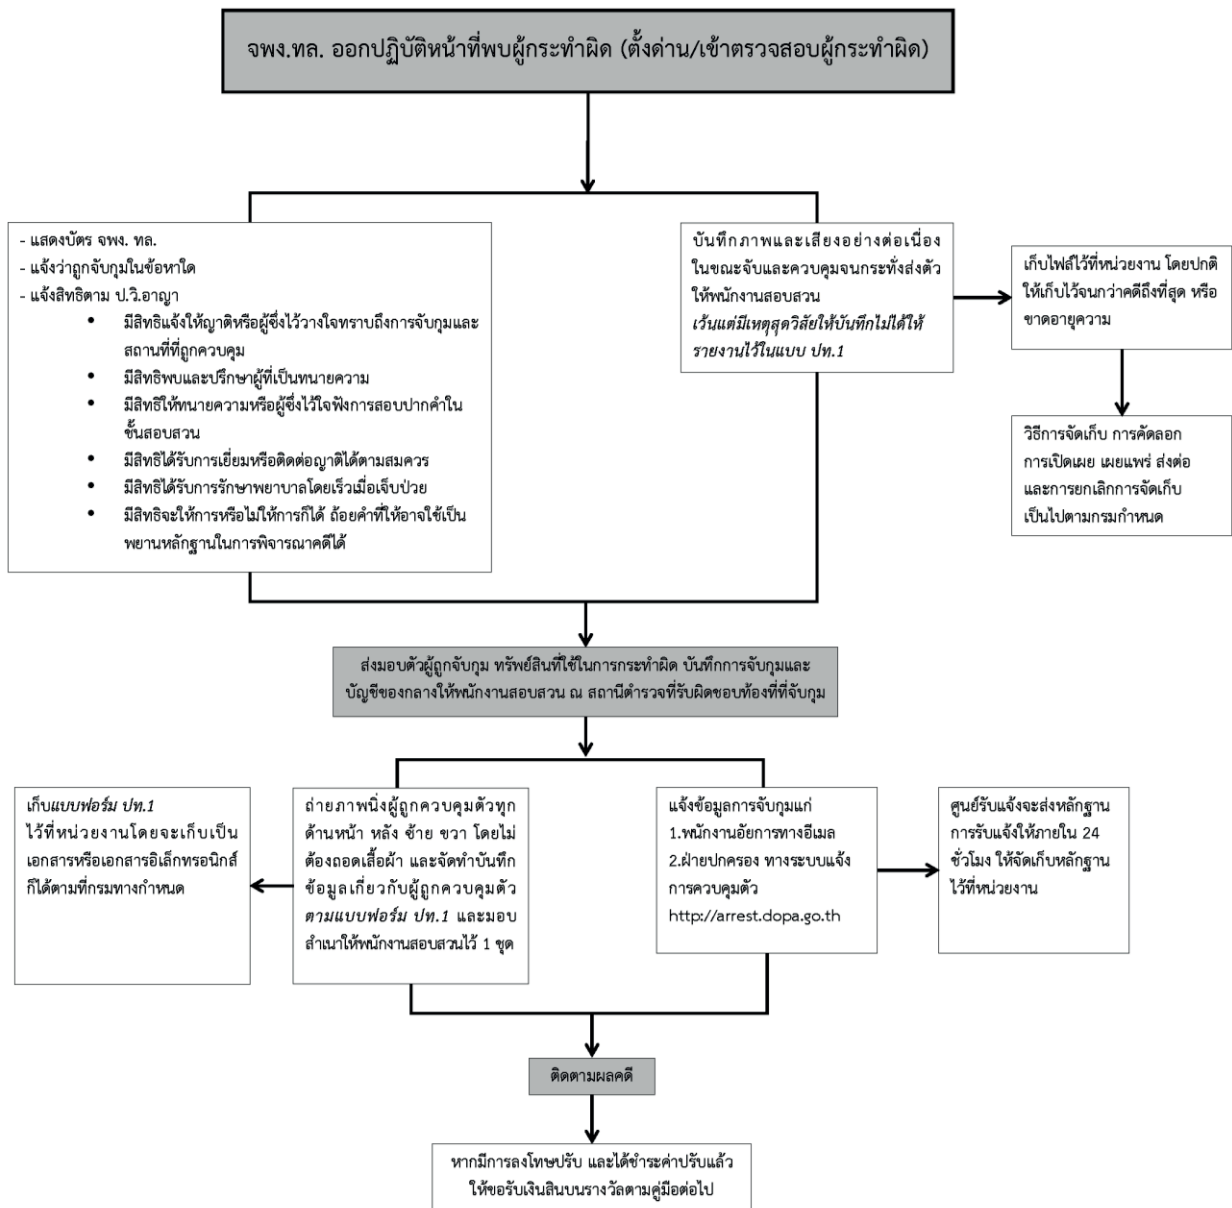 จพง.ทล. ออกปฏิบัติหน้าที่พบผู้กระทำผิด (ตั้งด่าน/เข้าตรวจสอบผู้กระทำผิด)
- แสดงบัตร จพง. ทล.
- แจ้งว่าถูกจับกุมในข้อหาใด
- แจ้งสิทธิตาม ป.วิ.อาญา
• มีสิทธิแจ้งให้ญาติหรือผู้ซึ่งไว้วางใจทราบถึงการจับกุมและ
สถานที่ที่ถูกควบคุม
• มีสิทธิพบและปรึกษาผู้ที่เป็นทนายความ
• มีสิทธิให้ทนายความหรือผู้ซึ่งไว้ใจฟังการสอบปากคำใน
ชั้นสอบสวน
• มีสิทธิได้รับการเยี่ยมหรือติดต่อญาติได้ตามสมควร
• มีสิทธิได้รับการรักษาพยาบาลโดยเร็วเมื่อเจ็บป่วย
• มีสิทธิจะให้การหรือไม่ให้การก็ได้ ถ้อยคำที่ให้อาจใช้เป็น
พยานหลักฐานในการพิจารณาคดีได้
บันทึกภาพและเสียงอย่างต่อเนื่อง
ในขณะจับและควบคุมจนกระทั่งส่งตัว
ให้พนักงานสอบสวน
เว้นแต่มีเหตุสุดวิสัยให้บันทึกไม่ได้ให้
รายงานไว้ในแบบ ปท.1
เก็บไฟล์ไว้ที่หน่วยงาน โดยปกติ
ให้เก็บไว้จนกว่าคดีถึงที่สุด หรือ
ขาดอายุความ
วิธีการจัดเก็บ การคัดลอก
การเปิดเผย เผยแพร่ ส่งต่อ
และการยกเลิกการจัดเก็บ
เป็นไปตามกรมกำหนด
ส่งมอบตัวผู้ถูกจับกุม ทรัพย์สินที่ใช้ในการกระทำผิด บันทึกการจับกุมและ
บัญชีของกลางให้พนักงานสอบสวน ณ สถานีตำรวจที่รับผิดชอบท้องที่ที่จับกุม
เก็บแบบฟอร์ม ปท.1
ไว้ที่หน่วยงานโดยจะเก็บเป็น
เอกสารหรือเอกสารอิเล็กทรอนิกส์
ก็ได้ตามที่กรมทางกำหนด
ถ่ายภาพนิ่งผู้ถูกควบคุมตัวทุก
ด้านหน้า หลัง ซ้าย ขวา โดยไม่
ต้องถอดเสื้อผ้า และจัดทำบันทึก
ข้อมูลเกี่ยวกับผู้ถูกควบคุมตัว
ตามแบบฟอร์ม ปท.1 และมอบ
สำเนาให้พนักงานสอบสวนไว้ 1 ชุด
แจ้งข้อมูลการจับกุมแก่
1.พนักงานอัยการทางอีเมล
2.ฝ่ายปกครอง ทางระบบแจ้ง
การควบคุมตัว
http://arrest.dopa.go.th
ศูนย์รับแจ้งจะส่งหลักฐาน
การรับแจ้งให้ภายใน 24
ชั่วโมง ให้จัดเก็บหลักฐาน
ไว้ที่หน่วยงาน
ติดตามผลคดี
หากมีการลงโทษปรับ และได้ชำระค่าปรับแล้ว
ให้ขอรับเงินสินบนรางวัลตามคู่มือต่อไป